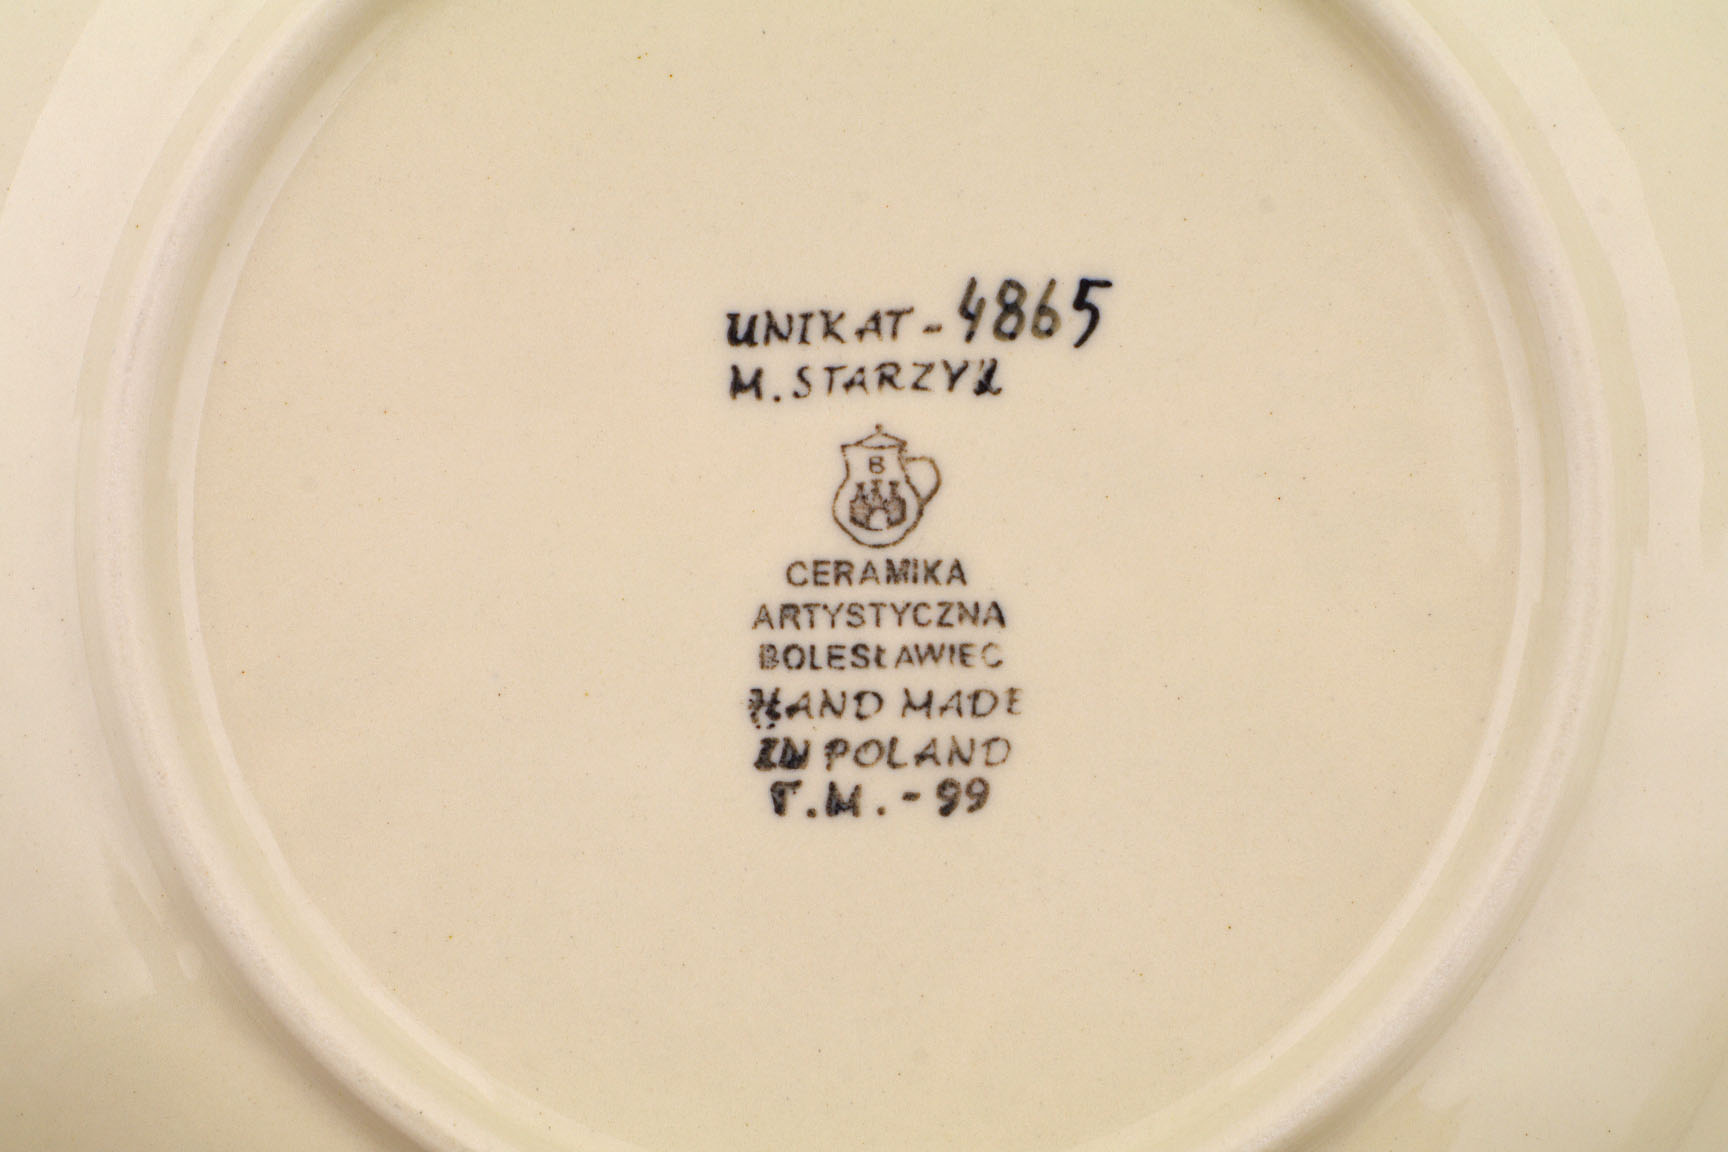 UNIKAT - 4865
M. STARZYK
B
CERAMIKA
ARTYSTYCZNA
BOLESŁAWIEC
HAND MADE
IN POLAND
T.M. - 99